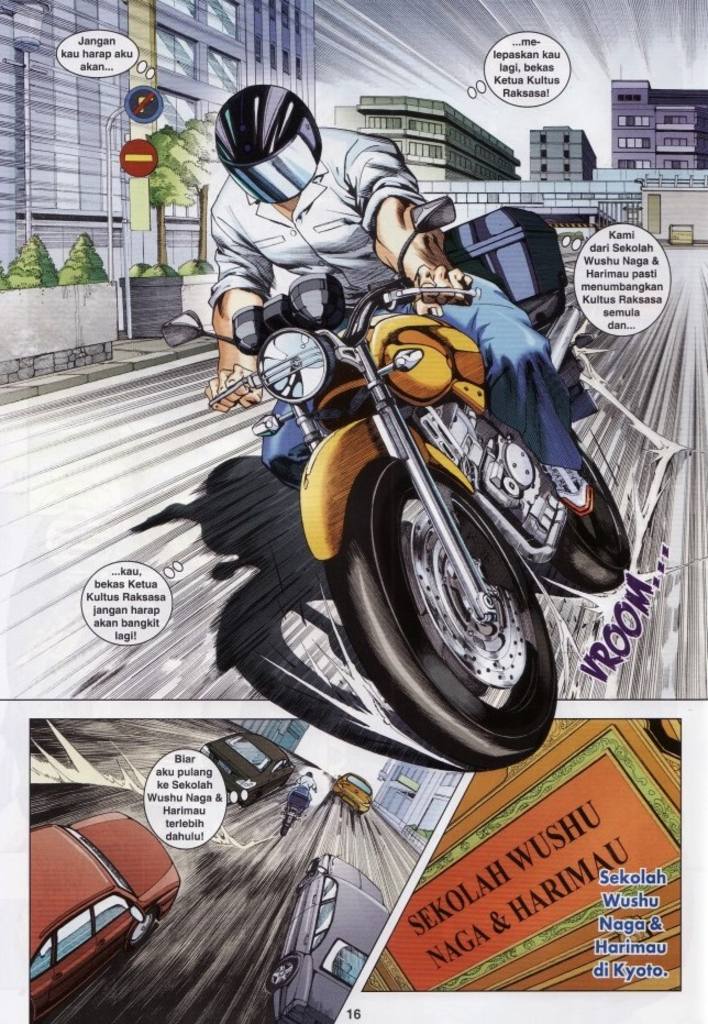 Jangan
kau harap aku
akan...
...me-
lepaskan kau
lagi, bekas
Ketua Kultus
Raksasa!
Kami
dari Sekolah
Wushu Naga &
Harimau pasti
menumbangkan
Kultus Raksasa
semula
dan...
...kau,
bekas Ketua
Kultus Raksasa
jangan harap
akan bangkit
lagi!
VROOM...
Biar
aku pulang
ke Sekolah
Wushu Naga &
Harimau
terlebih
dahulu!
SEKOLAH WUSHU
NAGA & HARIMAU
Sekolah
Wushu
Naga &
Harimau
di Kyoto.
16